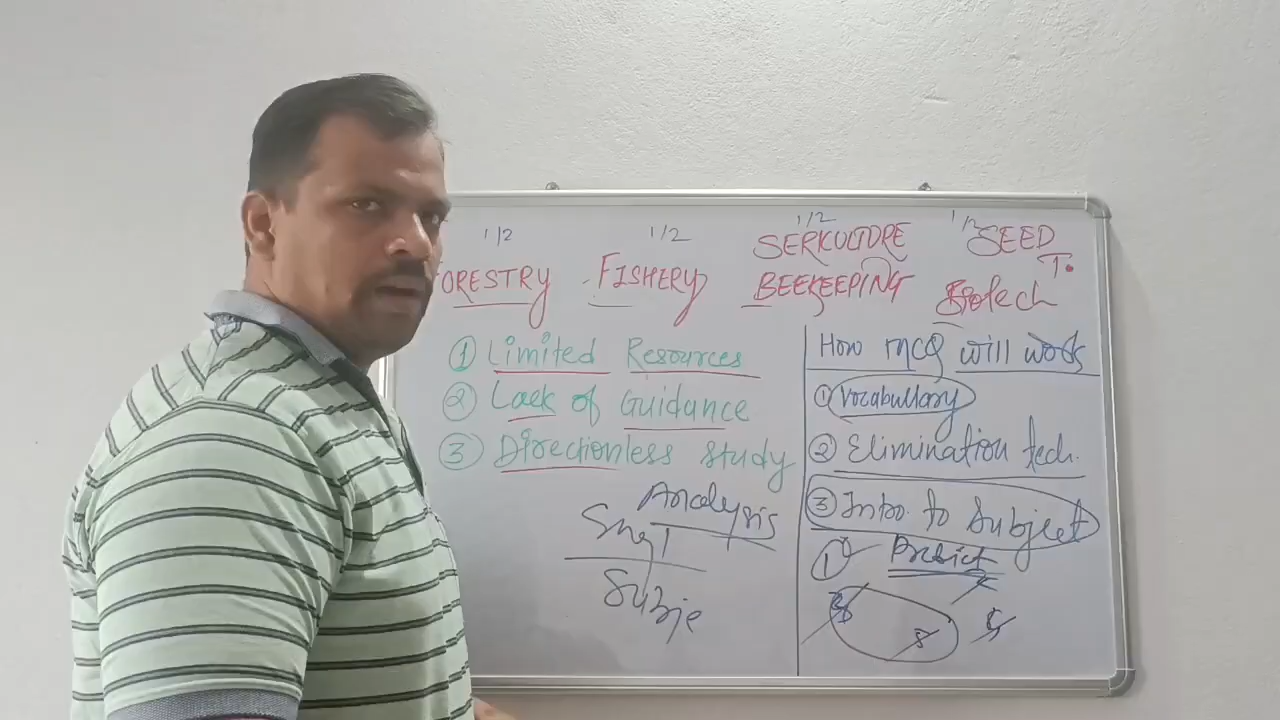 1/2 1/2 1/2 1/2
ORESTRY FISHERY SERICULTURE SEED T.
BEEKEEPING Biotech
① Limited Resources
② Lack of Guidance
③ Directionless Study
Analysis
Subje
How MCQ will work
① Vocabullary
② Elimination tech.
③ Intro. to Subject
① Predict